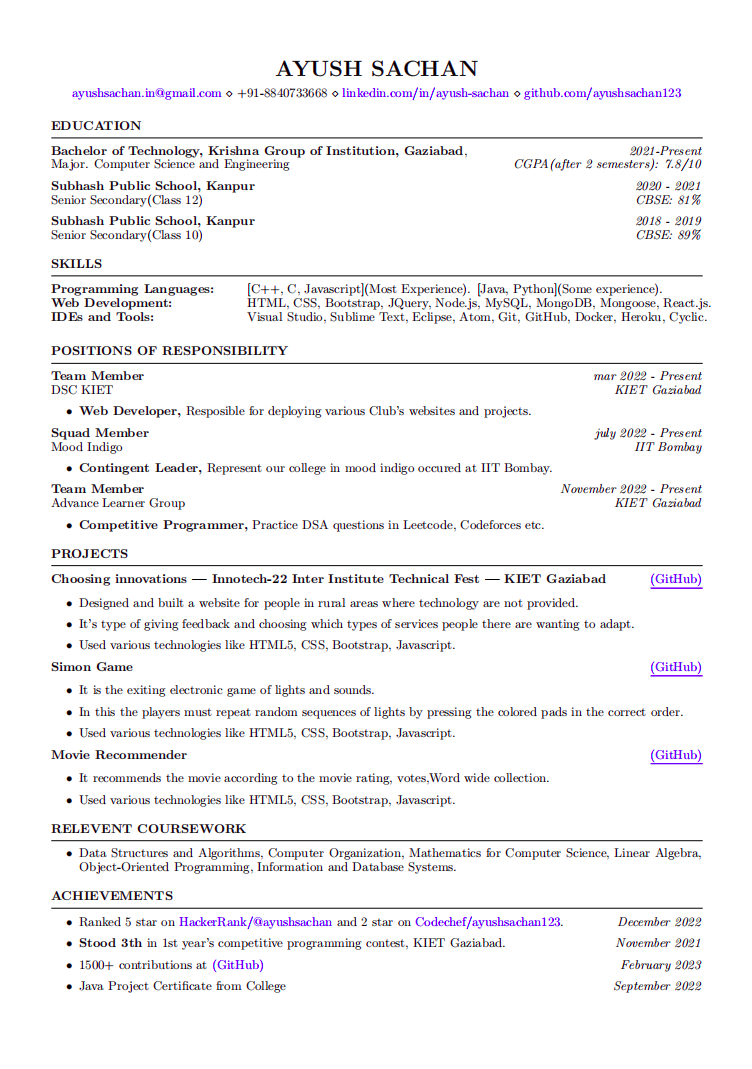 AYUSH SACHAN
ayushsachan.in@gmail.com ⋄ +91-8840733668 ⋄ linkedin.com/in/ayush-sachan ⋄ github.com/ayushsachan123
EDUCATION
Bachelor of Technology, Krishna Group of Institution, Gaziabad, 2021-Present
Major. Computer Science and Engineering CGPA(after 2 semesters): 7.8/10
Subhash Public School, Kanpur 2020 - 2021
Senior Secondary(Class 12) CBSE: 81%
Subhash Public School, Kanpur 2018 - 2019
Senior Secondary(Class 10) CBSE: 89%
SKILLS
Programming Languages: [C++, C, Javascript](Most Experience). [Java, Python](Some experience).
Web Development: HTML, CSS, Bootstrap, JQuery, Node.js, MySQL, MongoDB, Mongoose, React.js.
IDEs and Tools: Visual Studio, Sublime Text, Eclipse, Atom, Git, GitHub, Docker, Heroku, Cyclic.
POSITIONS OF RESPONSIBILITY
Team Member mar 2022 - Present
DSC KIET KIET Gaziabad
• Web Developer, Resposible for deploying various Club's websites and projects.
Squad Member july 2022 - Present
Mood Indigo IIT Bombay
• Contingent Leader, Represent our college in mood indigo occured at IIT Bombay.
Team Member November 2022 - Present
Advance Learner Group KIET Gaziabad
• Competitive Programmer, Practice DSA questions in Leetcode, Codeforces etc.
PROJECTS
Choosing innovations — Innotech-22 Inter Institute Technical Fest — KIET Gaziabad (GitHub)
• Designed and built a website for people in rural areas where technology are not provided.
• It's type of giving feedback and choosing which types of services people there are wanting to adapt.
• Used various technologies like HTML5, CSS, Bootstrap, Javascript.
Simon Game (GitHub)
• It is the exiting electronic game of lights and sounds.
• In this the players must repeat random sequences of lights by pressing the colored pads in the correct order.
• Used various technologies like HTML5, CSS, Bootstrap, Javascript.
Movie Recommender (GitHub)
• It recommends the movie according to the movie rating, votes,Word wide collection.
• Used various technologies like HTML5, CSS, Bootstrap, Javascript.
RELEVENT COURSEWORK
• Data Structures and Algorithms, Computer Organization, Mathematics for Computer Science, Linear Algebra,
Object-Oriented Programming, Information and Database Systems.
ACHIEVEMENTS
• Ranked 5 star on HackerRank/@ayushsachan and 2 star on Codechef/ayushsachan123. December 2022
• Stood 3th in 1st year's competitive programming contest, KIET Gaziabad. November 2021
• 1500+ contributions at (GitHub) February 2023
• Java Project Certificate from College September 2022